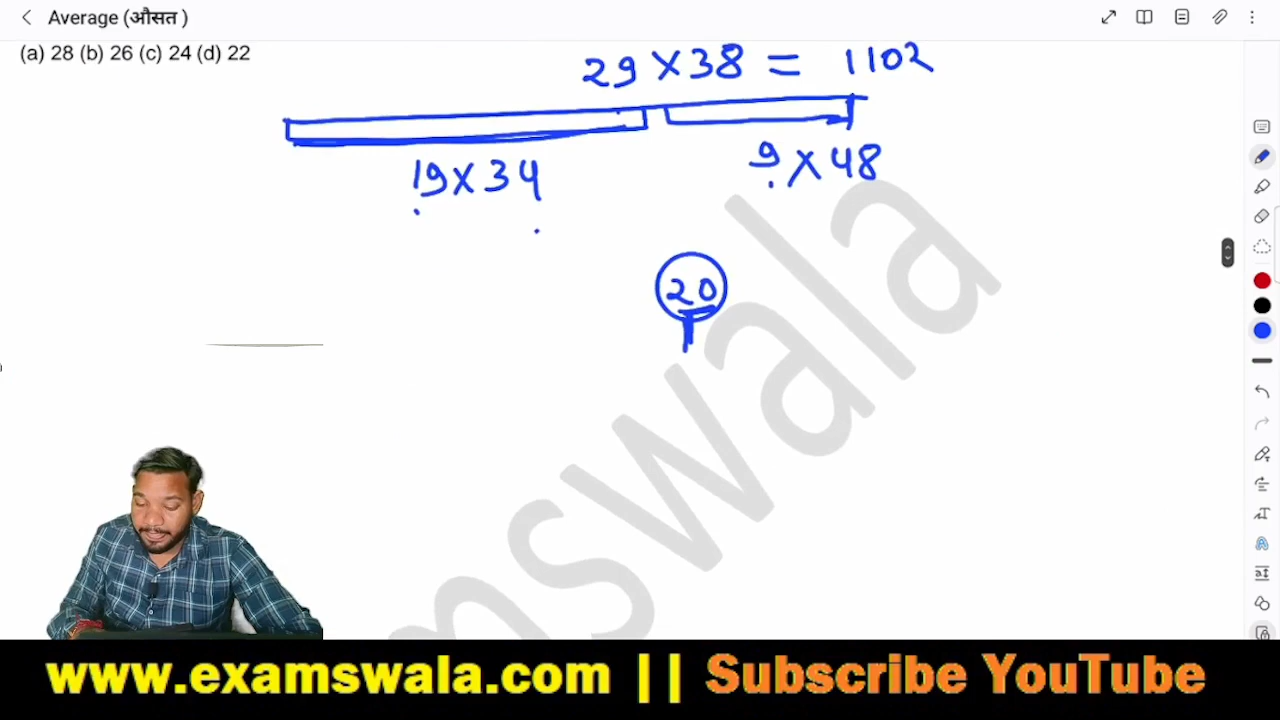 Average (औसत )
(a) 28 (b) 26 (c) 24 (d) 22
29 X 38 = 1102
19 X 34
9 X 48
20
amswala
www.examswala.com || Subscribe YouTube